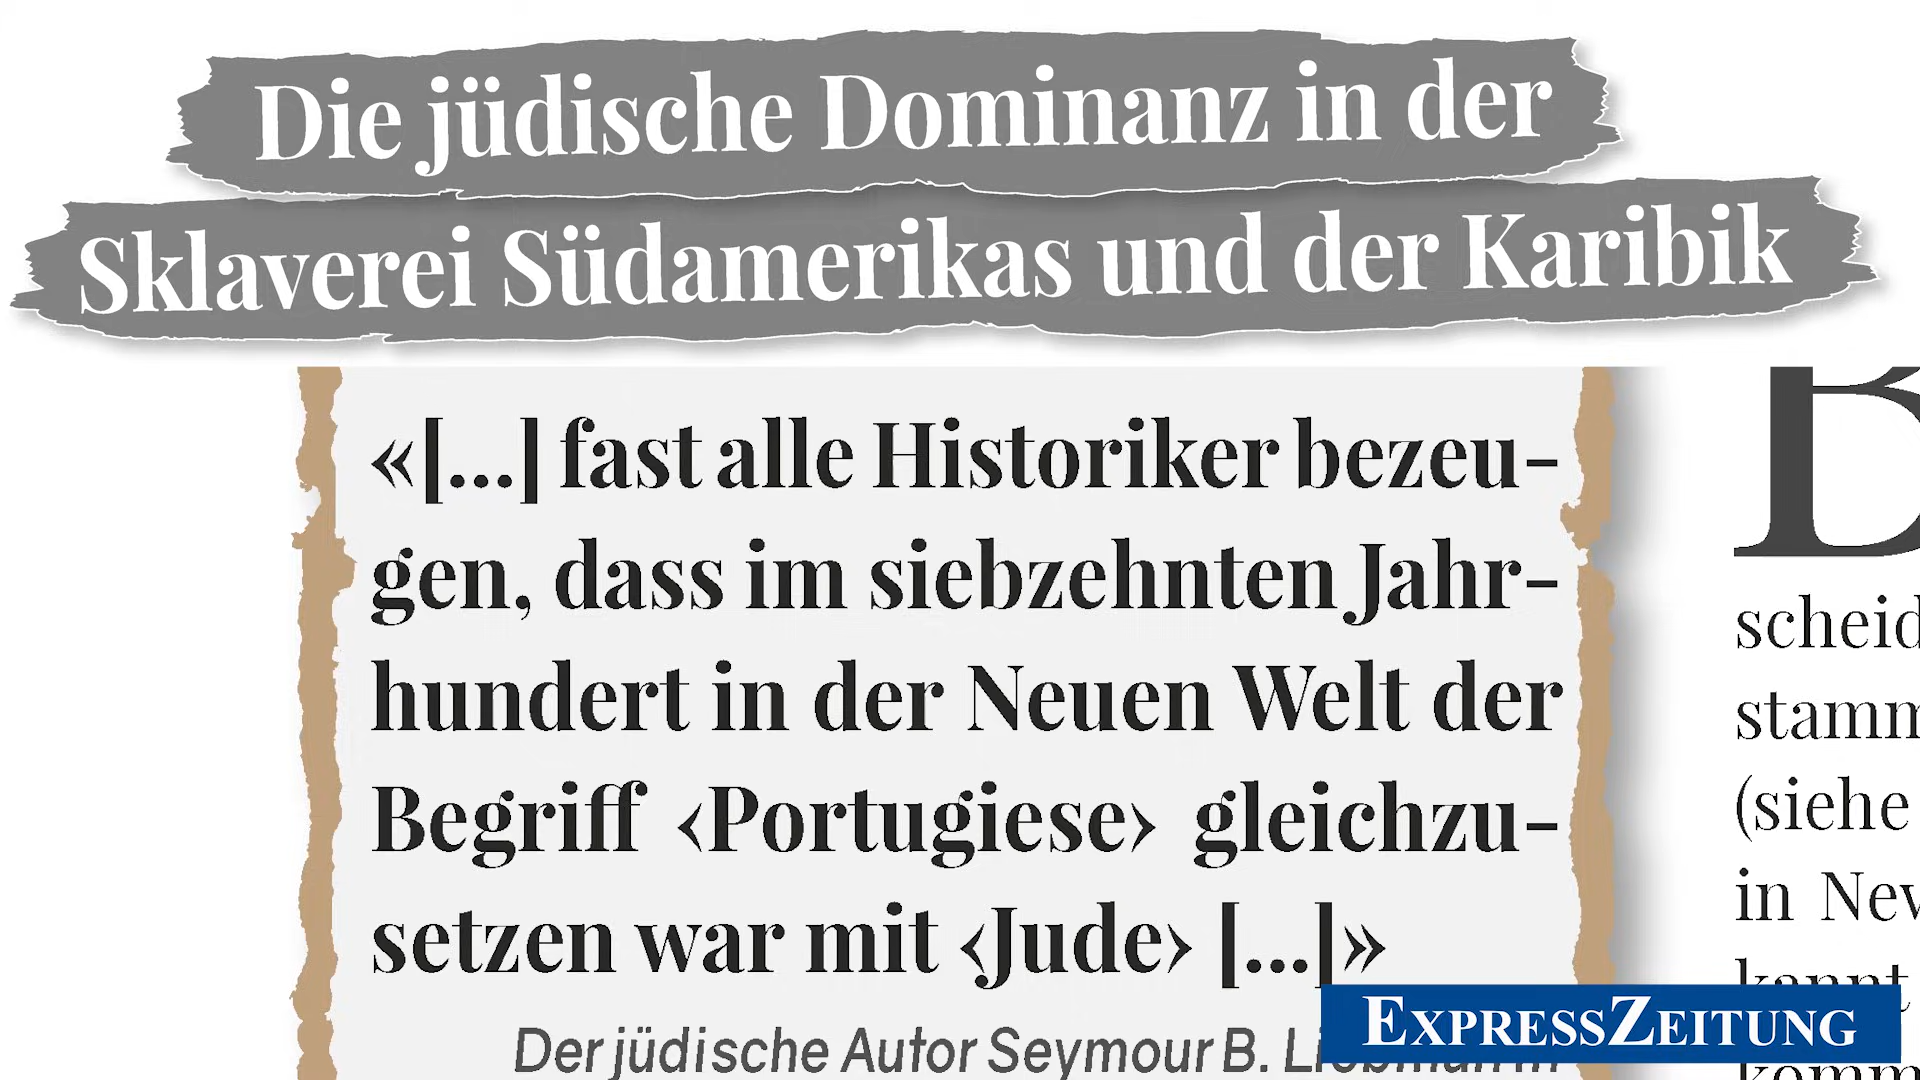 Die jüdische Dominanz in der
Sklaverei Südamerikas und der Karibik
«[...] fast alle Historiker bezeu-
gen, dass im siebzehnten Jahr-
hundert in der Neuen Welt der
Begriff ‹Portugiese› gleichzu-
setzen war mit ‹Jude› [...]»
Der jüdische Autor Seymour B.
B
scheid
stamm
(siehe
in Nev
EXPRESSZEITUNG